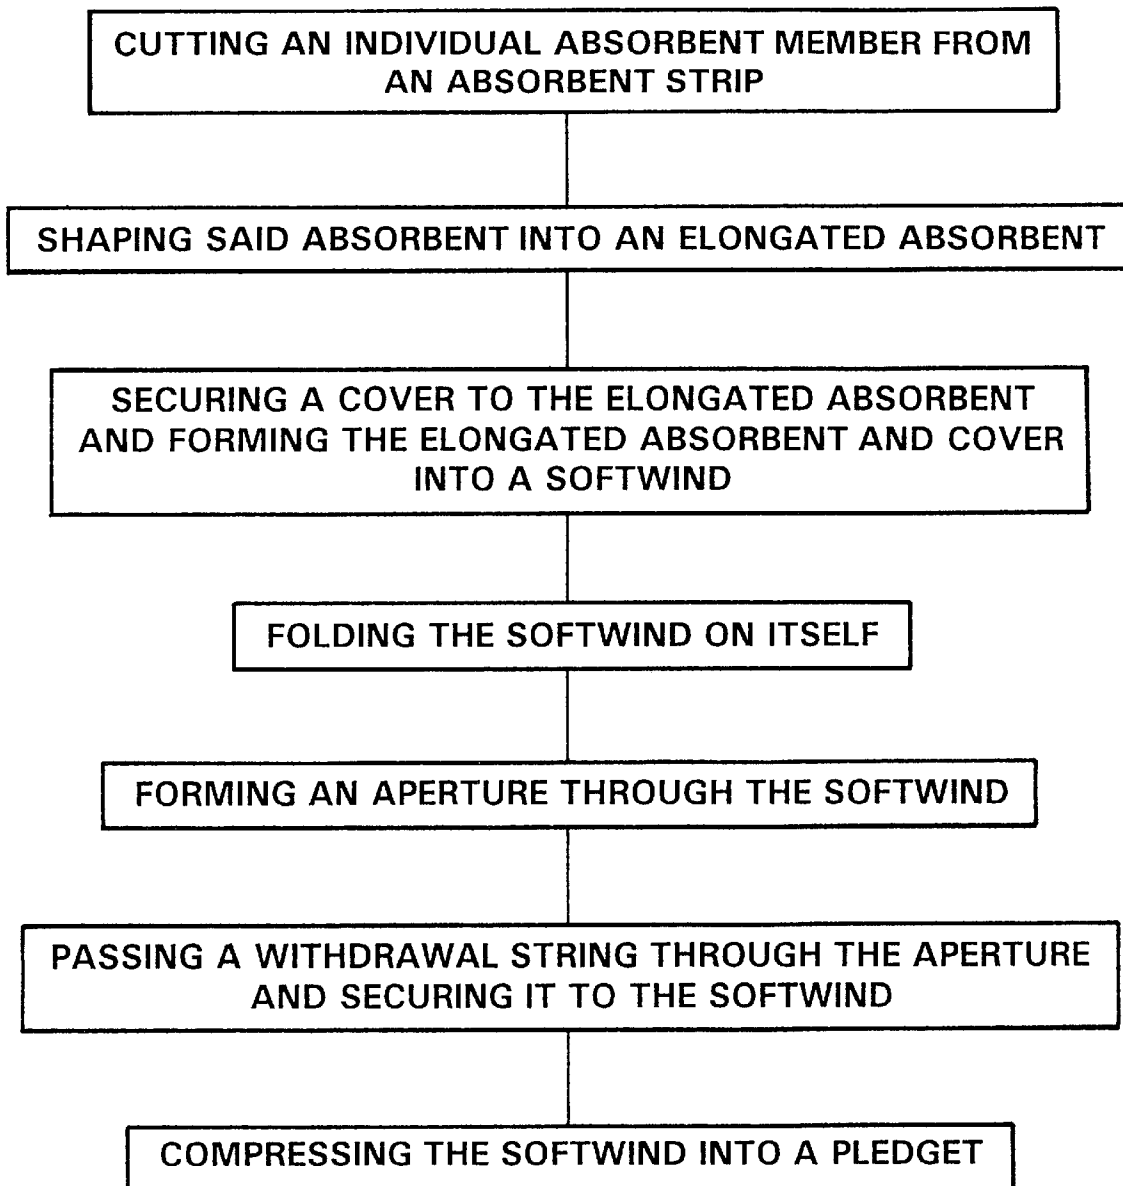 CUTTING AN INDIVIDUAL ABSORBENT MEMBER FROM
AN ABSORBENT STRIP
SHAPING SAID ABSORBENT INTO AN ELONGATED ABSORBENT
SECURING A COVER TO THE ELONGATED ABSORBENT
AND FORMING THE ELONGATED ABSORBENT AND COVER
INTO A SOFTWIND
FOLDING THE SOFTWIND ON ITSELF
FORMING AN APERTURE THROUGH THE SOFTWIND
PASSING A WITHDRAWAL STRING THROUGH THE APERTURE
AND SECURING IT TO THE SOFTWIND
COMPRESSING THE SOFTWIND INTO A PLEDGET